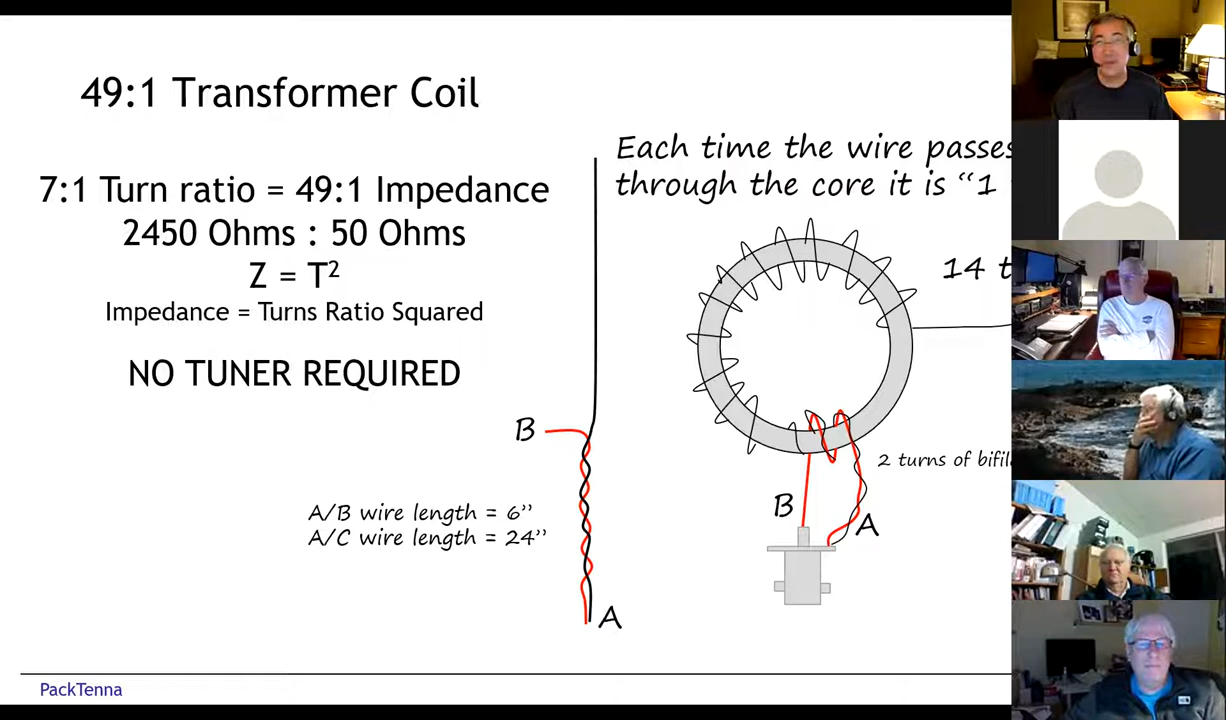 49:1 Transformer Coil
7:1 Turn ratio = 49:1 Impedance
2450 Ohms : 50 Ohms
Z = T²
Impedance = Turns Ratio Squared
NO TUNER REQUIRED
Each time the wire passes
through the core it is “1
14 t
B
A/B wire length = 6”
A/C wire length = 24”
A
2 turns of bifil
B
A
PackTenna